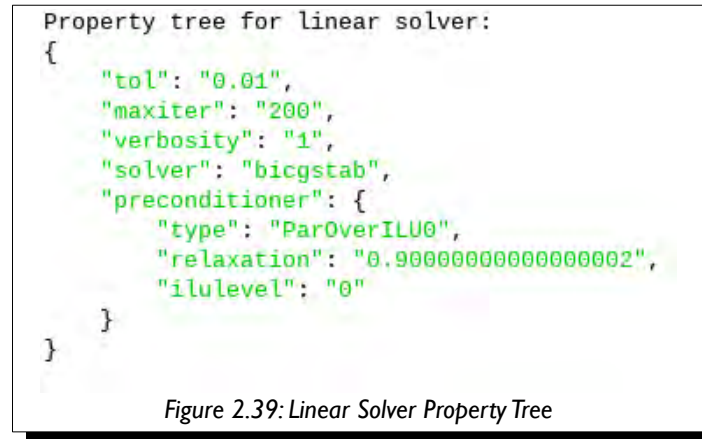 Property tree for linear solver:
{
    "tol": "0.01",
    "maxiter": "200",
    "verbosity": "1",
    "solver": "bicgstab",
    "preconditioner": {
        "type": "ParOverILU0",
        "relaxation": "0.90000000000000002",
        "ilulevel": "0"
    }
}
Figure 2.39: Linear Solver Property Tree